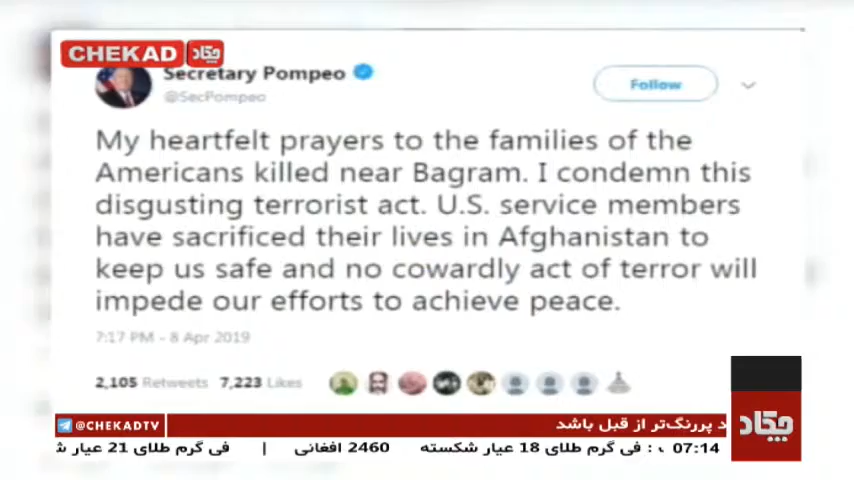 CHEKAD چکاد
Secretary Pompeo
@SecPompeo
Follow
My heartfelt prayers to the families of the
Americans killed near Bagram. I condemn this
disgusting terrorist act. U.S. service members
have sacrificed their lives in Afghanistan to
keep us safe and no cowardly act of terror will
impede our efforts to achieve peace.
7:17 PM - 8 Apr 2019
2,105 Retweets 7,223 Likes
@CHEKADTV
د پررنگ‌تر از قبل باشد
چکاد
07:14
: فی گرم طلای 18 عیار شکسته 2460 افغانی | فی گرم طلای 21 عیار